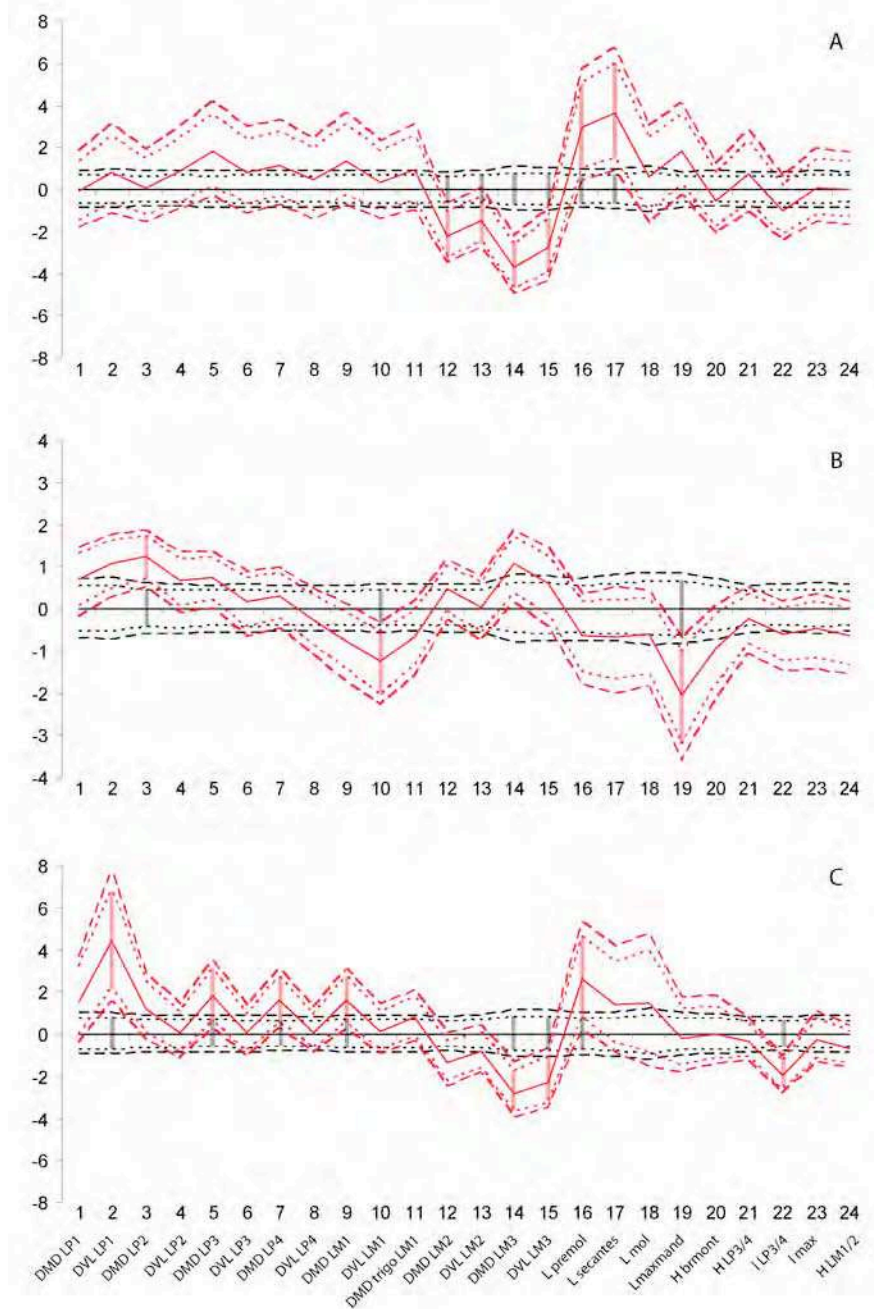 8
A
6
4
2
0
-2
-4
-6
-8
1 2 3 4 5 6 7 8 9 10 11 12 13 14 15 16 17 18 19 20 21 22 23 24
4
B
3
2
1
0
-1
-2
-3
-4
1 2 3 4 5 6 7 8 9 10 11 12 13 14 15 16 17 18 19 20 21 22 23 24
8
C
6
4
2
0
-2
-4
-6
-8
1 2 3 4 5 6 7 8 9 10 11 12 13 14 15 16 17 18 19 20 21 22 23 24
DMD LP1
DVL LP1
DMD LP2
DVL LP2
DMD LP3
DVL LP3
DMD LP4
DVL LP4
DMD LM1
DVL LM1
DMD trigo LM1
DMD LM2
DVL LM2
DMD LM3
DVL LM3
L premol
L secantes
L mol
Lmaxmand
H brmont
H LP3/4
l LP3/4
l max
H LM1/2